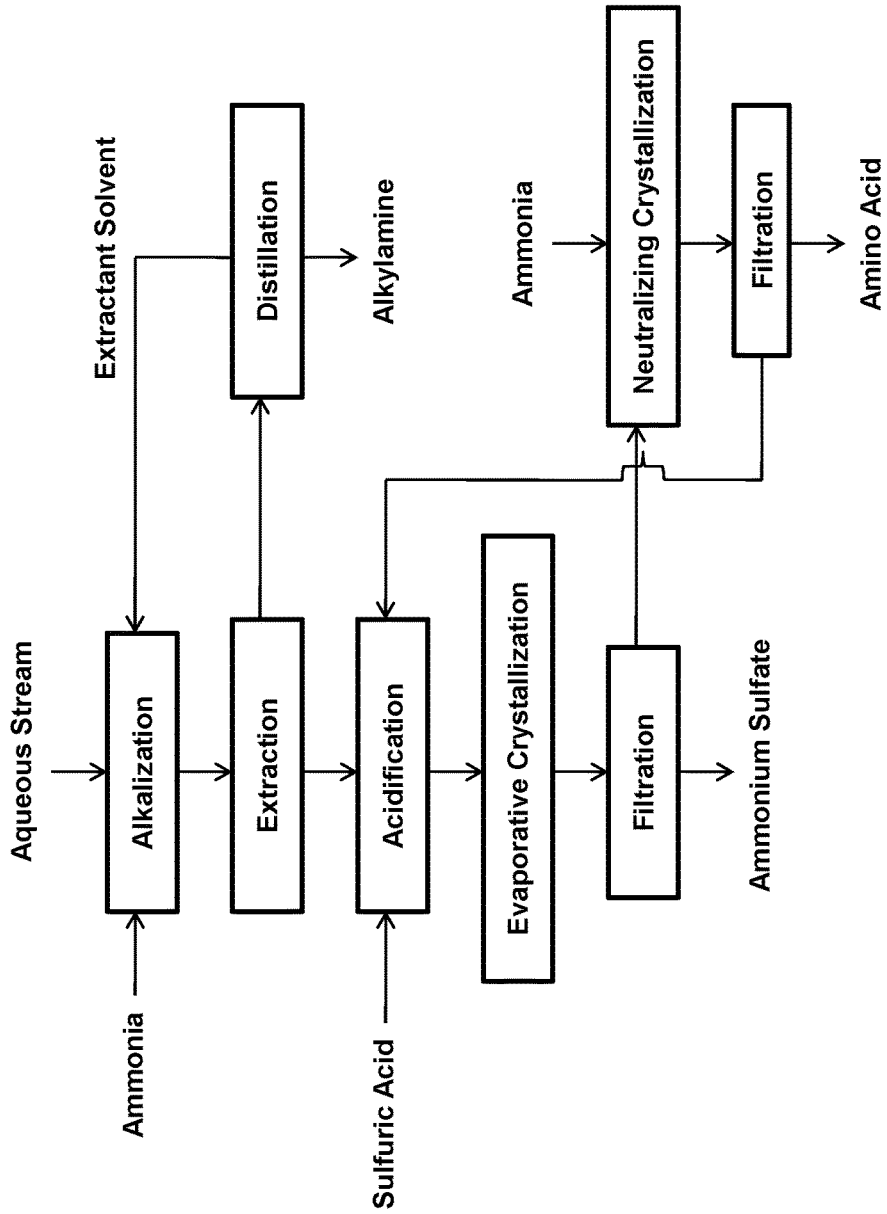 Aqueous Stream
Extractant Solvent
Ammonia
Alkalization
Extraction
Distillation
Alkylamine
Sulfuric Acid
Acidification
Evaporative Crystallization
Ammonia
Filtration
Neutralizing Crystallization
Ammonium Sulfate
Filtration
Amino Acid